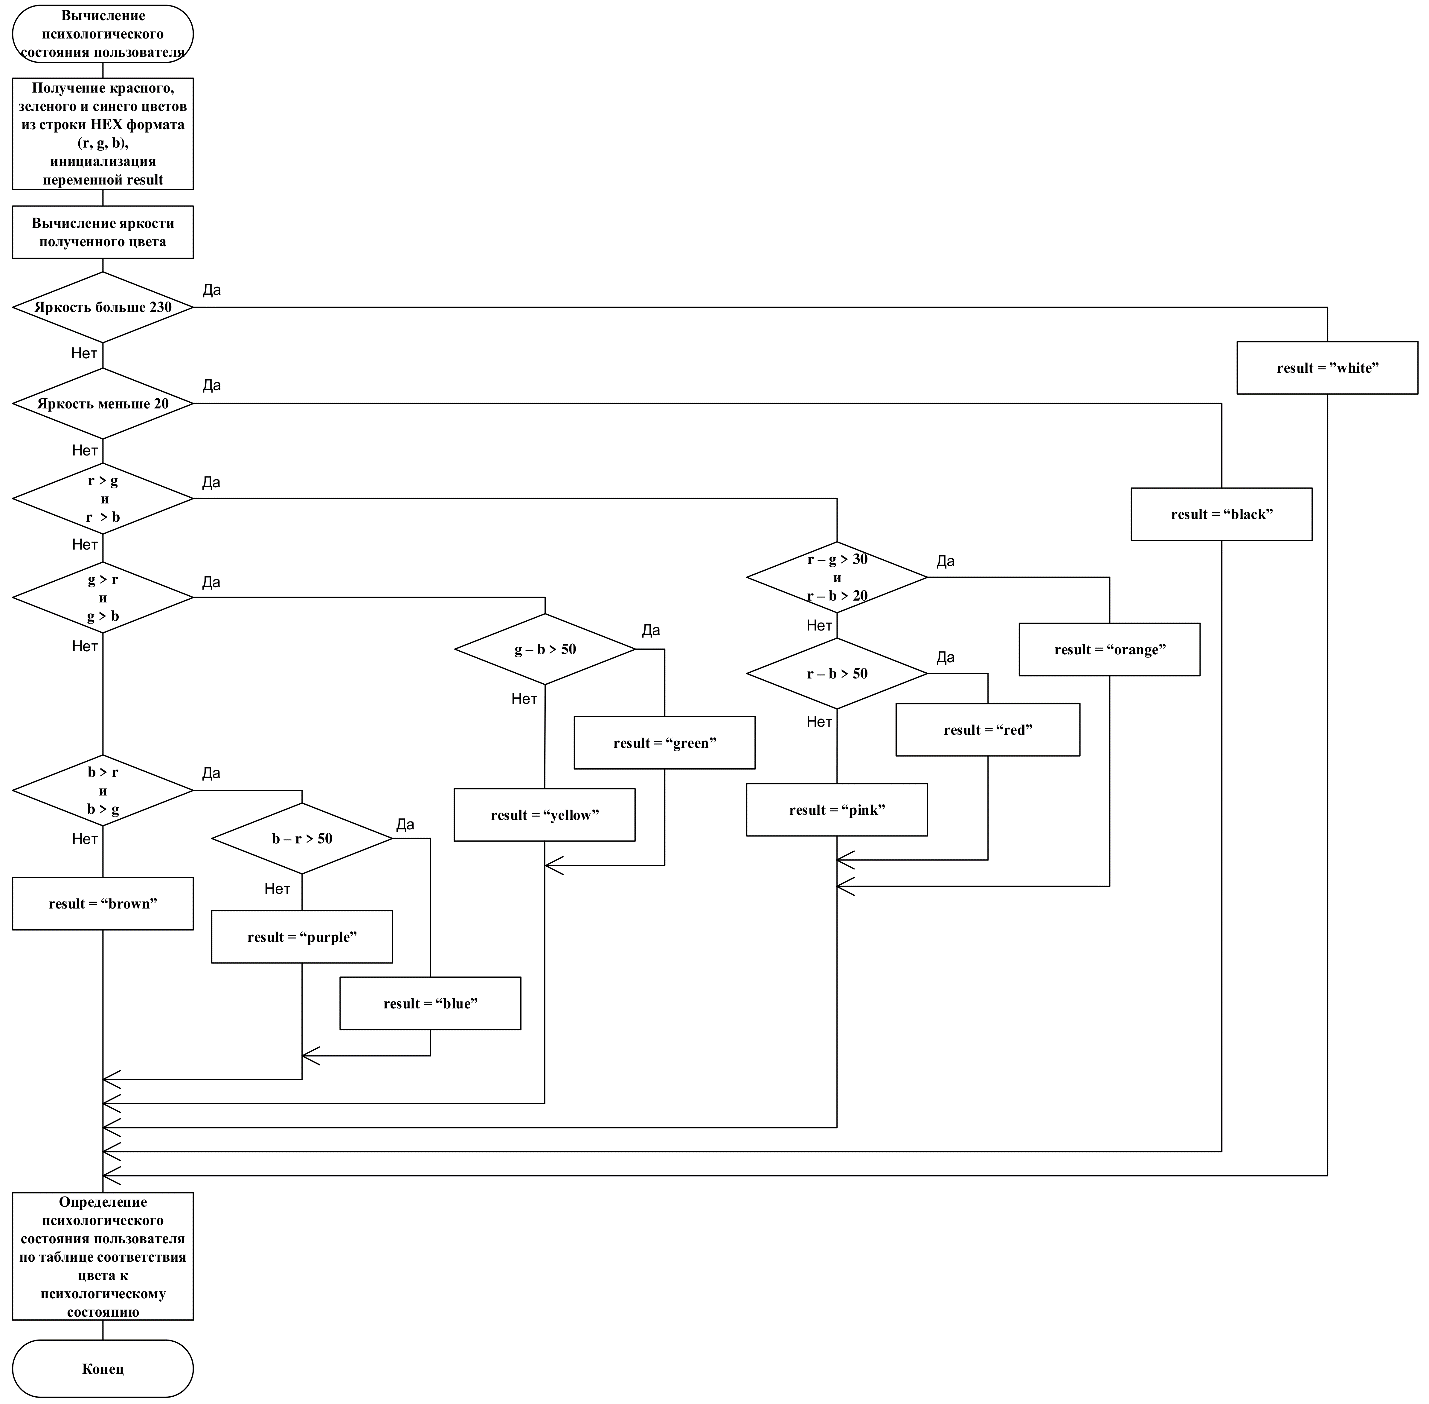 Вычисление
психологического
состояния пользователя
Получение красного,
зеленого и синего цветов
из строки HEX формата
(r, g, b),
инициализация
переменной result
Вычисление яркости
полученного цвета
Яркость больше 230
Да
Нет
result = ”white”
Яркость меньше 20
Да
Нет
result = “black”
r > g
и
r > b
Да
Нет
r – g > 30
и
r – b > 20
Да
Нет
result = “orange”
r – b > 50
Да
Нет
result = “red”
result = “pink”
g > r
и
g > b
Да
Нет
g – b > 50
Да
Нет
result = “green”
result = “yellow”
b > r
и
b > g
Да
Нет
b – r > 50
Да
Нет
result = “brown”
result = “purple”
result = “blue”
Определение
психологического
состояния пользователя
по таблице соответствия
цвета к
психологическому
состоянию
Конец